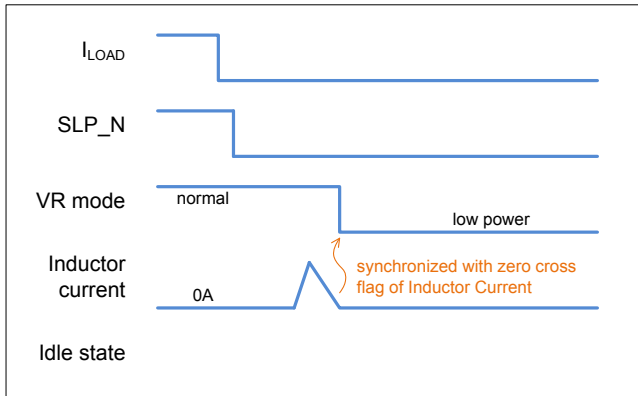 I_LOAD
SLP_N
VR mode
normal
low power
Inductor
current
0A
synchronized with zero cross
flag of Inductor Current
Idle state